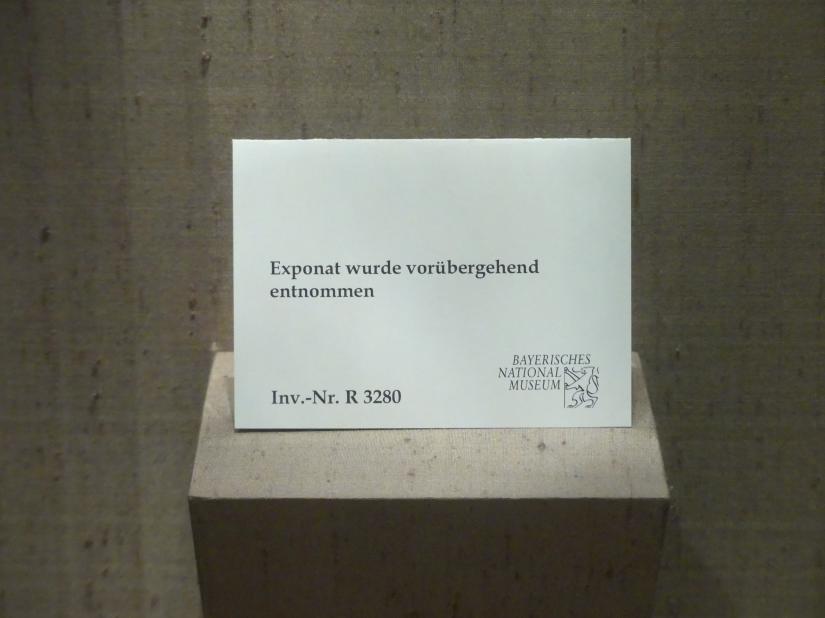 Exponat wurde vorübergehend
entnommen
Inv.-Nr. R 3280
BAYERISCHES
NATIONAL
MUSEUM